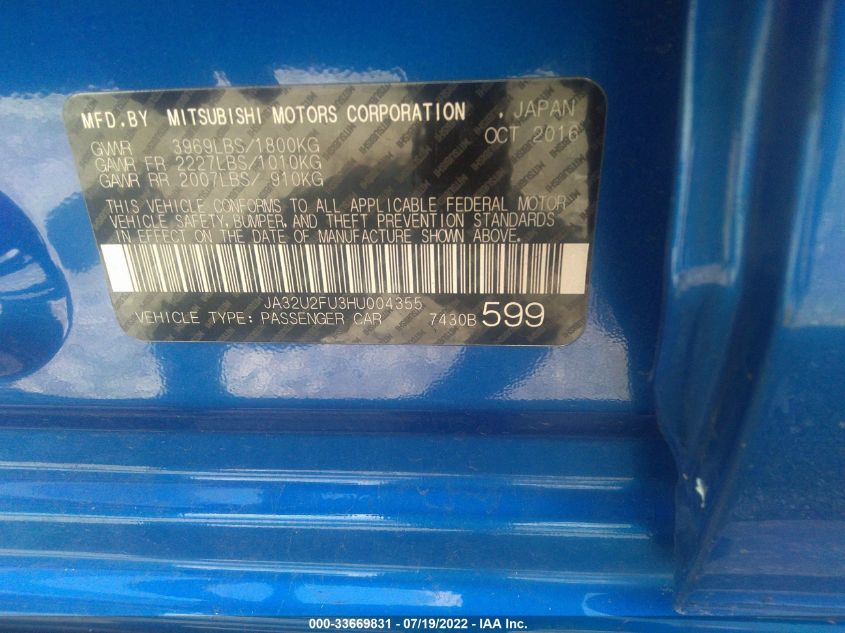 MFD.BY MITSUBISHI MOTORS CORPORATION , JAPAN
OCT 2016
GVWR 3969LBS/1800KG
GAWR FR 2227LBS/1010KG
GAWR RR 2007LBS/ 910KG
THIS VEHICLE CONFORMS TO ALL APPLICABLE FEDERAL MOTOR
VEHICLE SAFETY, BUMPER, AND THEFT PREVENTION STANDARDS
IN EFFECT ON THE DATE OF MANUFACTURE SHOWN ABOVE.
JA32U2FU3HU004355
VEHICLE TYPE: PASSENGER CAR 7430B 599
000-33669831 - 07/19/2022 - IAA Inc.